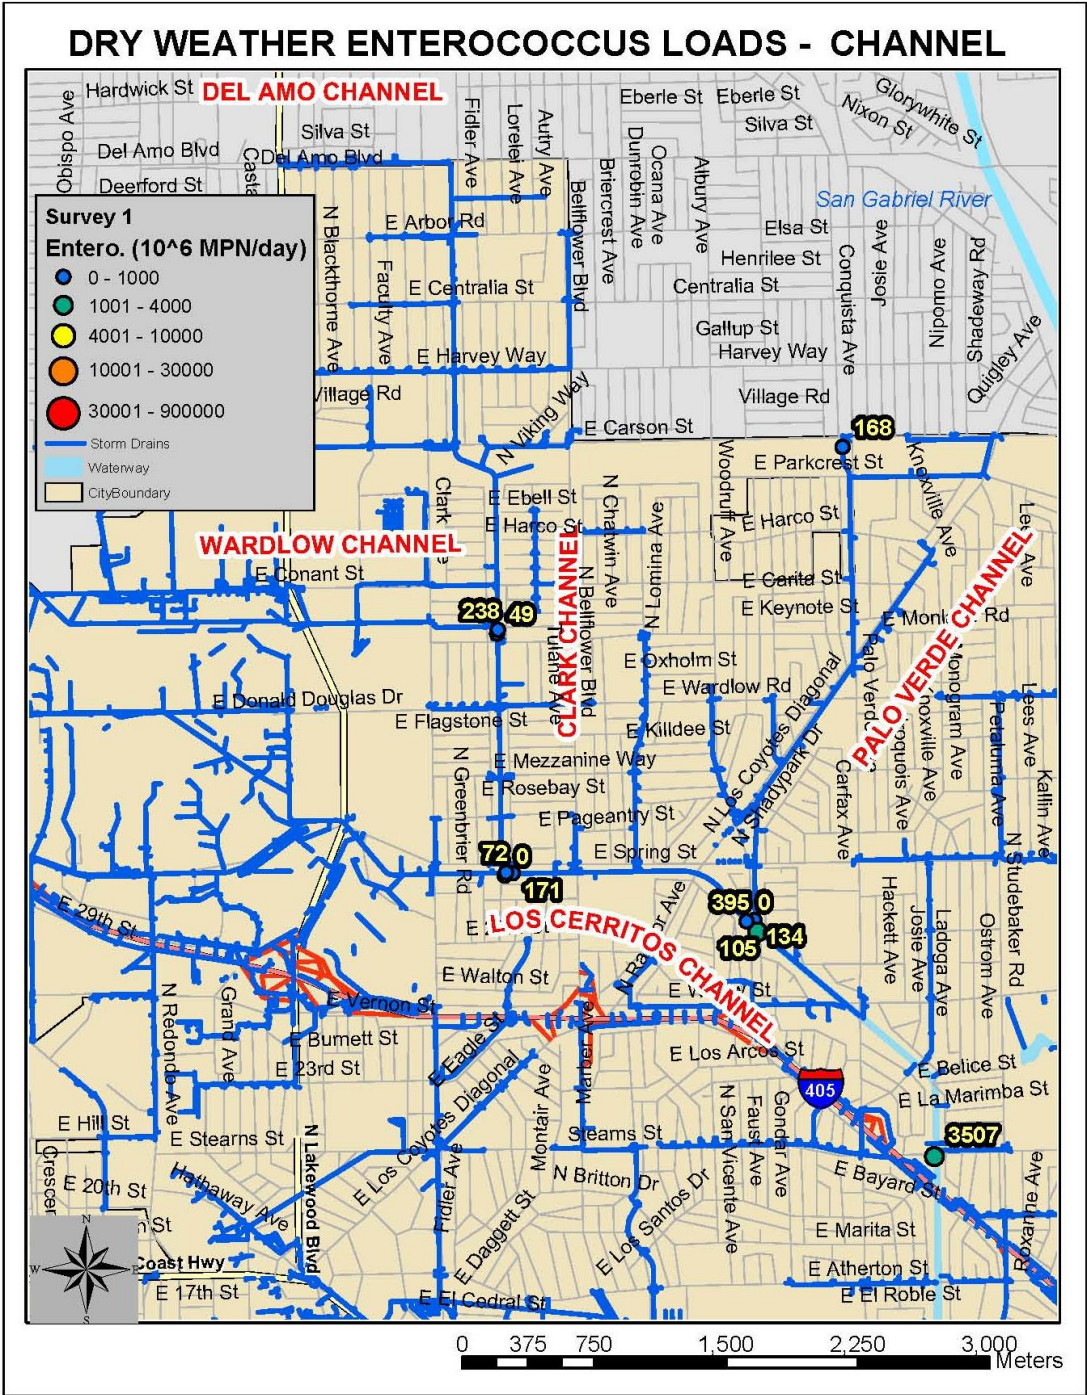 DRY WEATHER ENTEROCOCCUS LOADS - CHANNEL
Hardwick St
DEL AMO CHANNEL
Obispo Ave
Silva St
Del Amo Blvd
Del Amo Blvd
Deerford St
Fidler Ave
Lorelei Ave
Autry Ave
Eberle St
Eberle St
Silva St
Glorywhite St
Nixon St
Dunrobin Ave
Ocana Ave
Briercrest Ave
Albury Ave
Bellflower Blvd
San Gabriel River
Elsa St
Henrilee St
Centralia St
Gallup St
Harvey Way
Village Rd
Conquista Ave
Josie Ave
Nipomo Ave
Shadeway Rd
Quigley Ave
Survey 1
Entero. (10^6 MPN/day)
0 - 1000
1001 - 4000
4001 - 10000
10001 - 30000
30001 - 900000
Storm Drains
Waterway
CityBoundary
N Blackthorne Ave
Faculty Ave
E Arbor Rd
E Centralia St
E Harvey Way
Village Rd
N Viking Way
E Carson St
168
E Parkcrest St
Knoxville Ave
Woodruff Ave
Clark
E Ebell St
E Harco St
N Chatwin Ave
N Lomina Ave
E Harco St
WARDLOW CHANNEL
CLARK CHANNEL
PALO VERDE CHANNEL
E Conant St
E Carita St
E Keynote St
238
49
N Bellflower Blvd
Tulane Ave
E Oxholm St
E Wardlow Rd
E Donald Douglas Dr
E Flagstone St
E Killdee St
E Mezzanine Way
E Rosebay St
E Pageantry St
E Spring St
N Greenbrier Rd
N Los Coyotes Diagonal
N Shadypark Dr
Palo Verde
Carfax Ave
Monogram Ave
Petaluma Ave
Lees Ave
Kallin Ave
N Studebaker Rd
72
0
171
395
0
105
134
LOS CERRITOS CHANNEL
E 29th St
E Walton St
E Vernon St
Hackett Ave
Josie Ave
Ladoga Ave
Ostrom Ave
N Redondo Ave
Grand Ave
E Burnett St
E 23rd St
E Eagle St
E Los Coyotes Diagonal
Montair Ave
E Los Arcos St
405
E Belice St
E La Marimba St
E Hill St
E Stearns St
N Lakewood Blvd
Stearns St
3507
N San Vicente Ave
Faust Ave
Gondar Ave
E Bayard St
E 20th St
Hathaway Ave
Fidler Ave
N Britton Dr
E Daggett St
E Los Santos Dr
E Marita St
Roxanne Ave
Coast Hwy
E 17th St
E El Cedral St
E Atherton St
E El Roble St
N
W
E
S
0 375 750 1,500 2,250 3,000
Meters